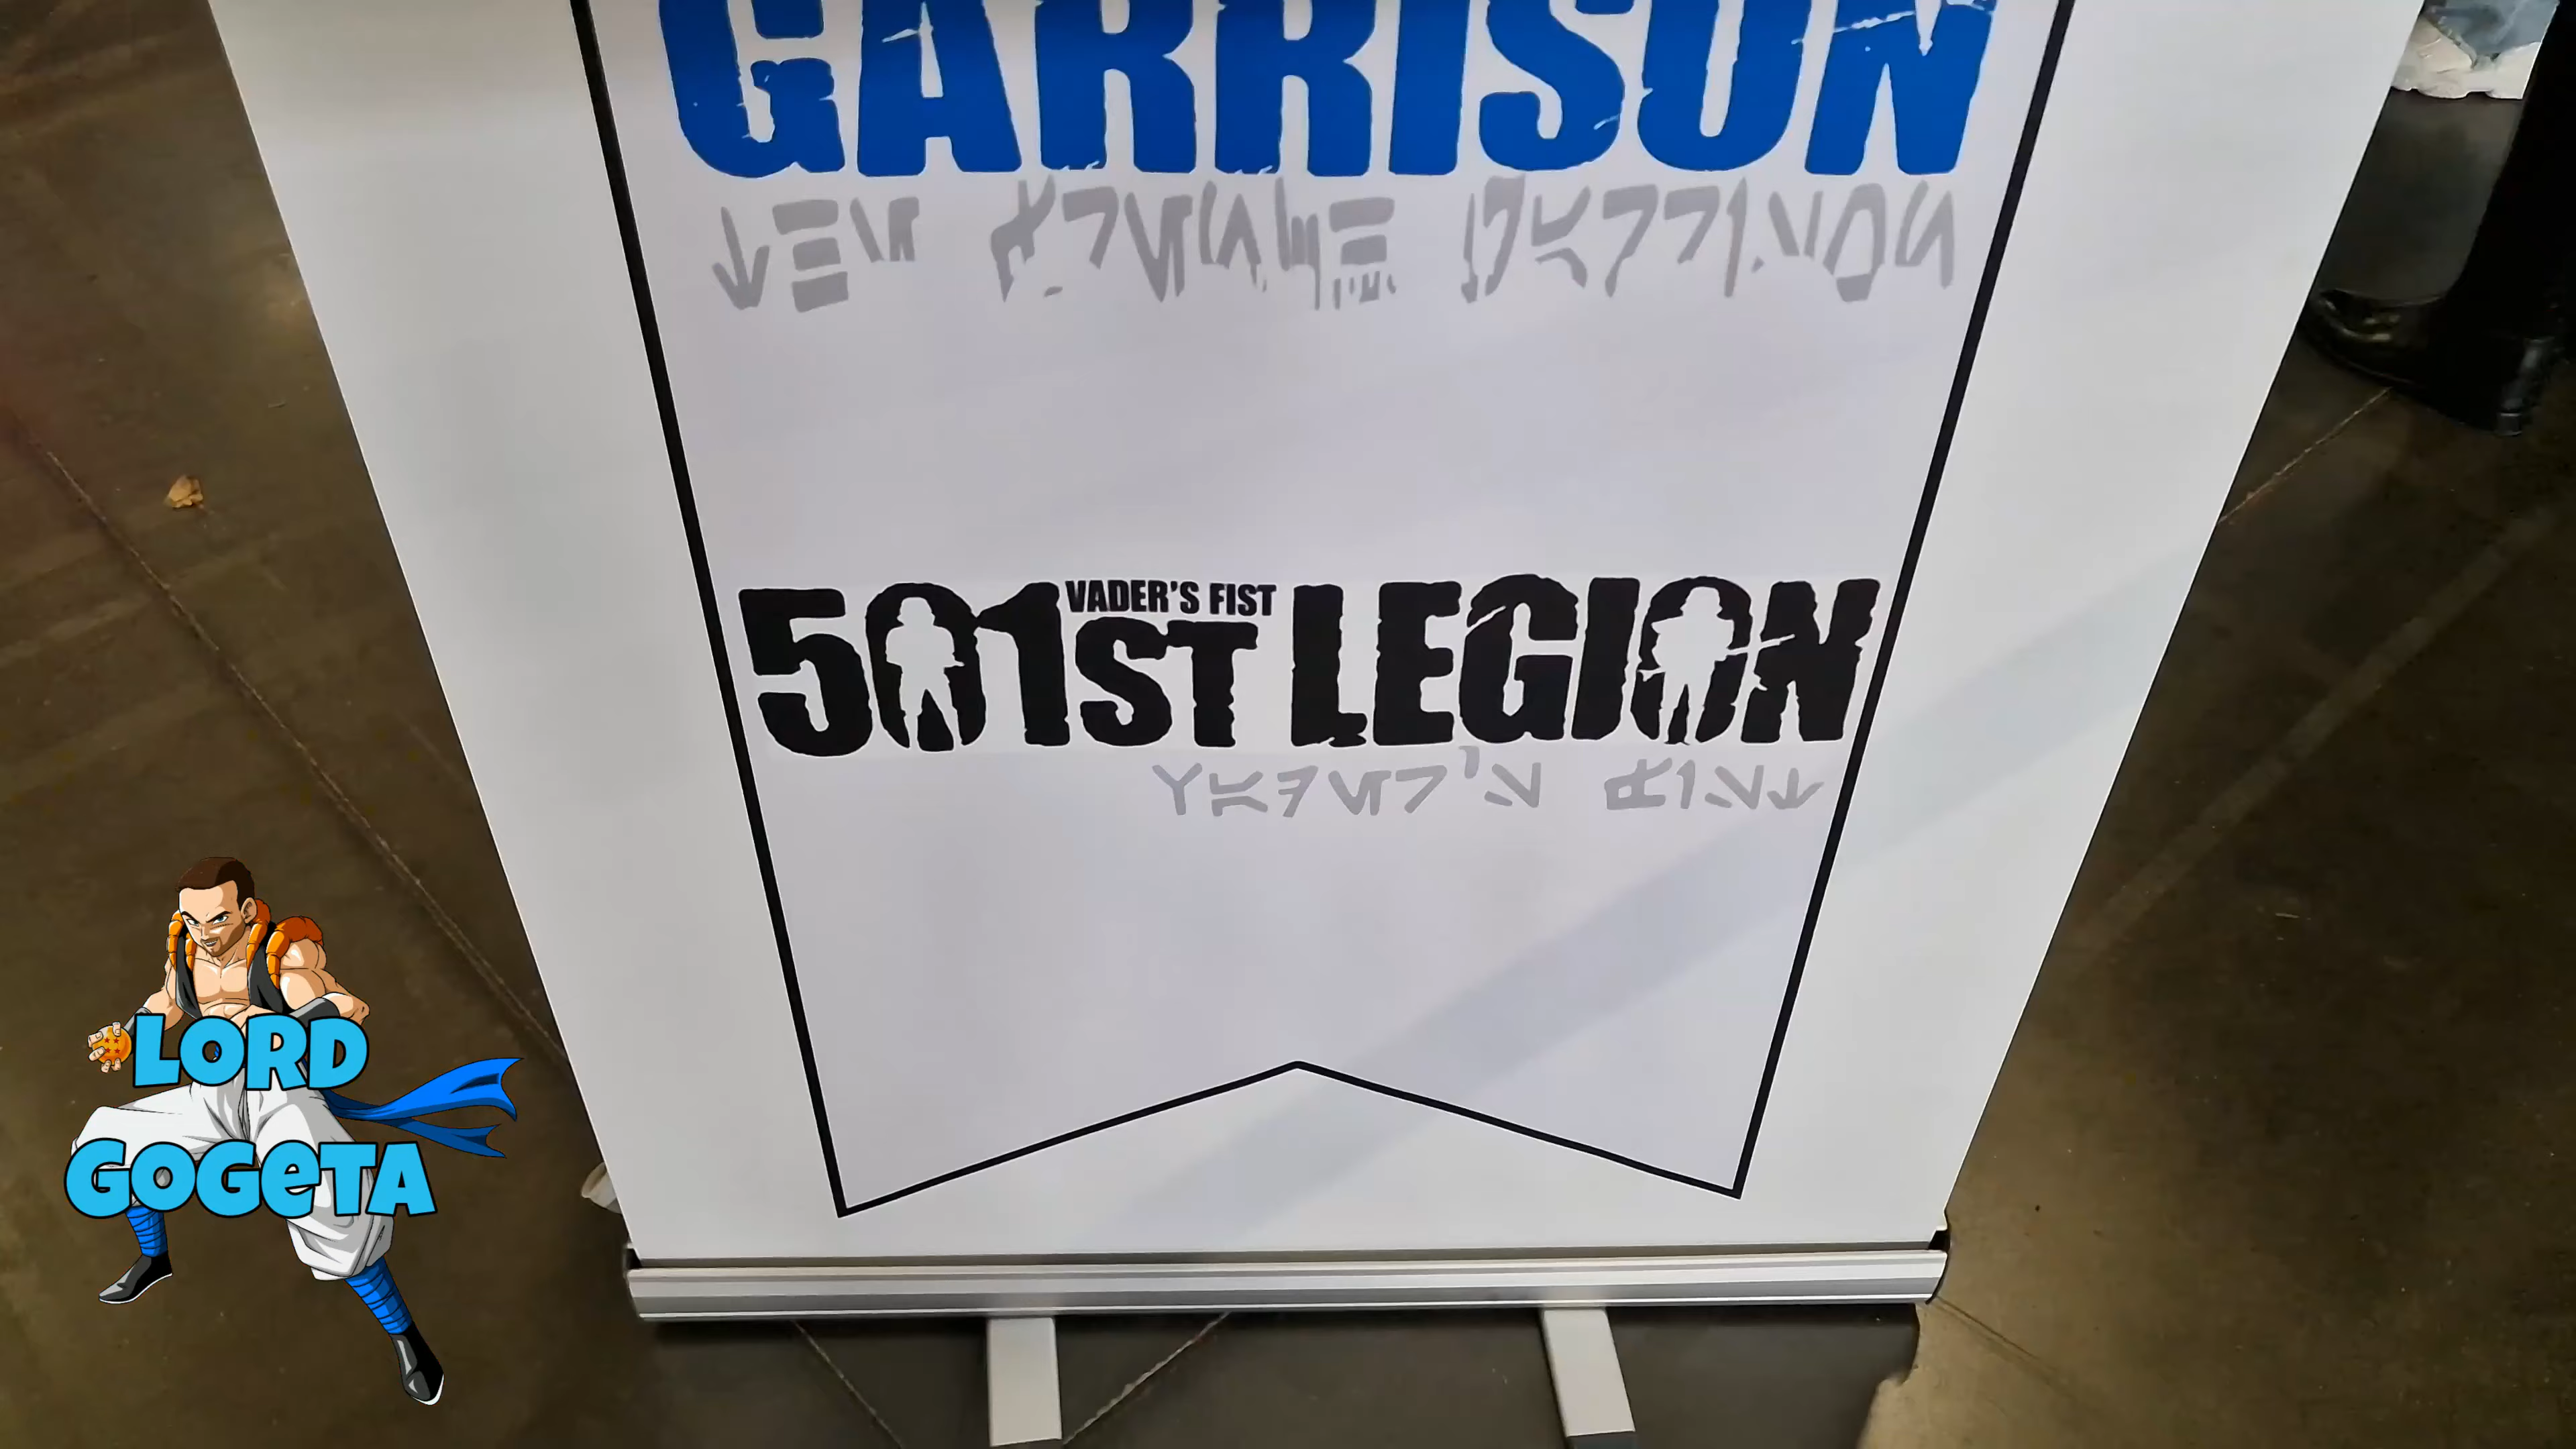 GARRISON
VADER'S FIST
501ST LEGION
LORD
GOGETA